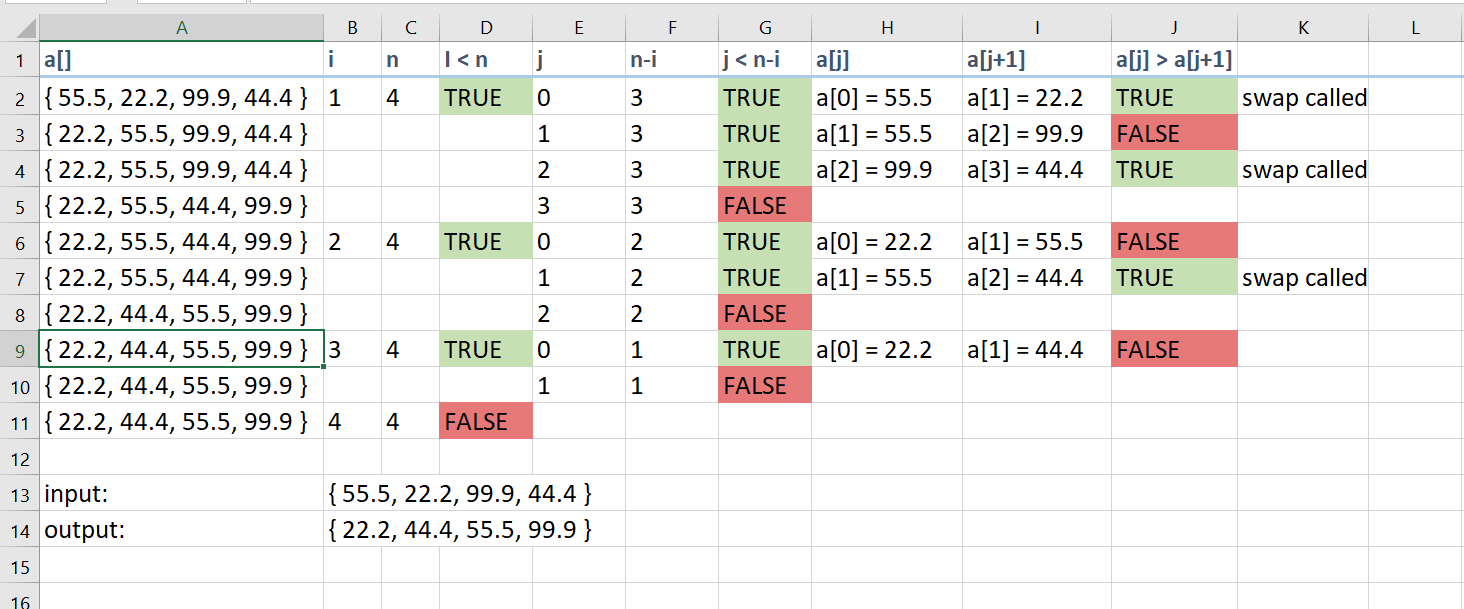 A B C D E F G H I J K L
1 a[] i n I < n j n-i j < n-i a[j] a[j+1] a[j] > a[j+1]
2 { 55.5, 22.2, 99.9, 44.4 } 1 4 TRUE 0 3 TRUE a[0] = 55.5 a[1] = 22.2 TRUE swap called
3 { 22.2, 55.5, 99.9, 44.4 } 1 3 TRUE a[1] = 55.5 a[2] = 99.9 FALSE
4 { 22.2, 55.5, 99.9, 44.4 } 2 3 TRUE a[2] = 99.9 a[3] = 44.4 TRUE swap called
5 { 22.2, 55.5, 44.4, 99.9 } 3 3 FALSE
6 { 22.2, 55.5, 44.4, 99.9 } 2 4 TRUE 0 2 TRUE a[0] = 22.2 a[1] = 55.5 FALSE
7 { 22.2, 55.5, 44.4, 99.9 } 1 2 TRUE a[1] = 55.5 a[2] = 44.4 TRUE swap called
8 { 22.2, 44.4, 55.5, 99.9 } 2 2 FALSE
9 { 22.2, 44.4, 55.5, 99.9 } 3 4 TRUE 0 1 TRUE a[0] = 22.2 a[1] = 44.4 FALSE
10 { 22.2, 44.4, 55.5, 99.9 } 1 1 FALSE
11 { 22.2, 44.4, 55.5, 99.9 } 4 4 FALSE
12
13 input: { 55.5, 22.2, 99.9, 44.4 }
14 output: { 22.2, 44.4, 55.5, 99.9 }
15
16